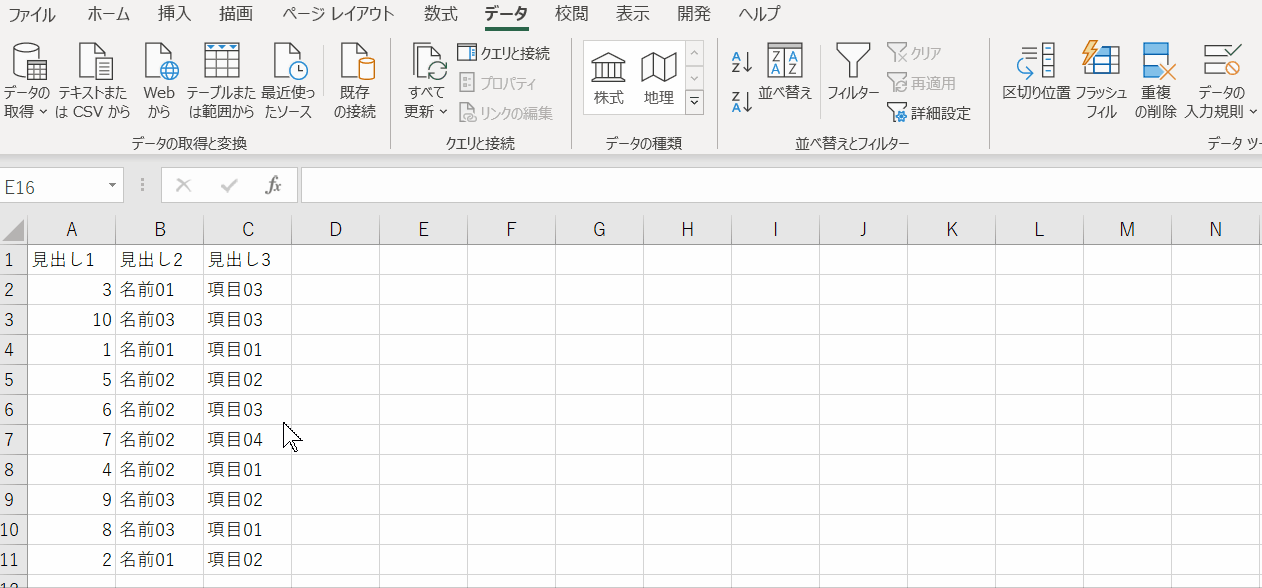 ファイル ホーム 挿入 描画 ページ レイアウト 数式 データ 校閲 表示 開発 ヘルプ
データの取得
テキストまたは CSV から
Web から
テーブルまたは範囲から
最近使ったソース
既存の接続
データの取得と変換
すべて更新
クエリと接続
プロパティ
リンクの編集
クエリと接続
株式 地理
データの種類
並べ替え
フィルター
クリア
再適用
詳細設定
並べ替えとフィルター
区切り位置
フラッシュ フィル
重複の削除
データの入力規則
データ ツー
E16 fx
A B C D E F G H I J K L M N
1 見出し1 見出し2 見出し3
2 3 名前01 項目03
3 10 名前03 項目03
4 1 名前01 項目01
5 5 名前02 項目02
6 6 名前02 項目03
7 7 名前02 項目04
8 4 名前02 項目01
9 9 名前03 項目02
10 8 名前03 項目01
11 2 名前01 項目02